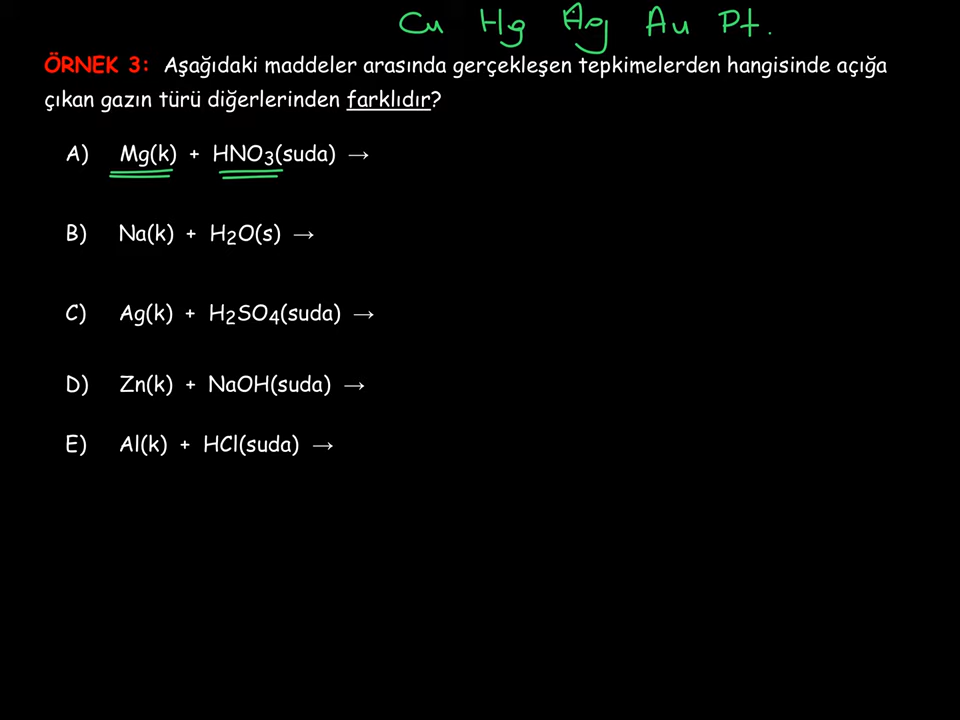 Cu Hg Ag Au Pt.
ÖRNEK 3: Aşağıdaki maddeler arasında gerçekleşen tepkimelerden hangisinde açığa
çıkan gazın türü diğerlerinden farklıdır?
A) Mg(k) + HNO3(suda) →
B) Na(k) + H2O(s) →
C) Ag(k) + H2SO4(suda) →
D) Zn(k) + NaOH(suda) →
E) Al(k) + HCl(suda) →